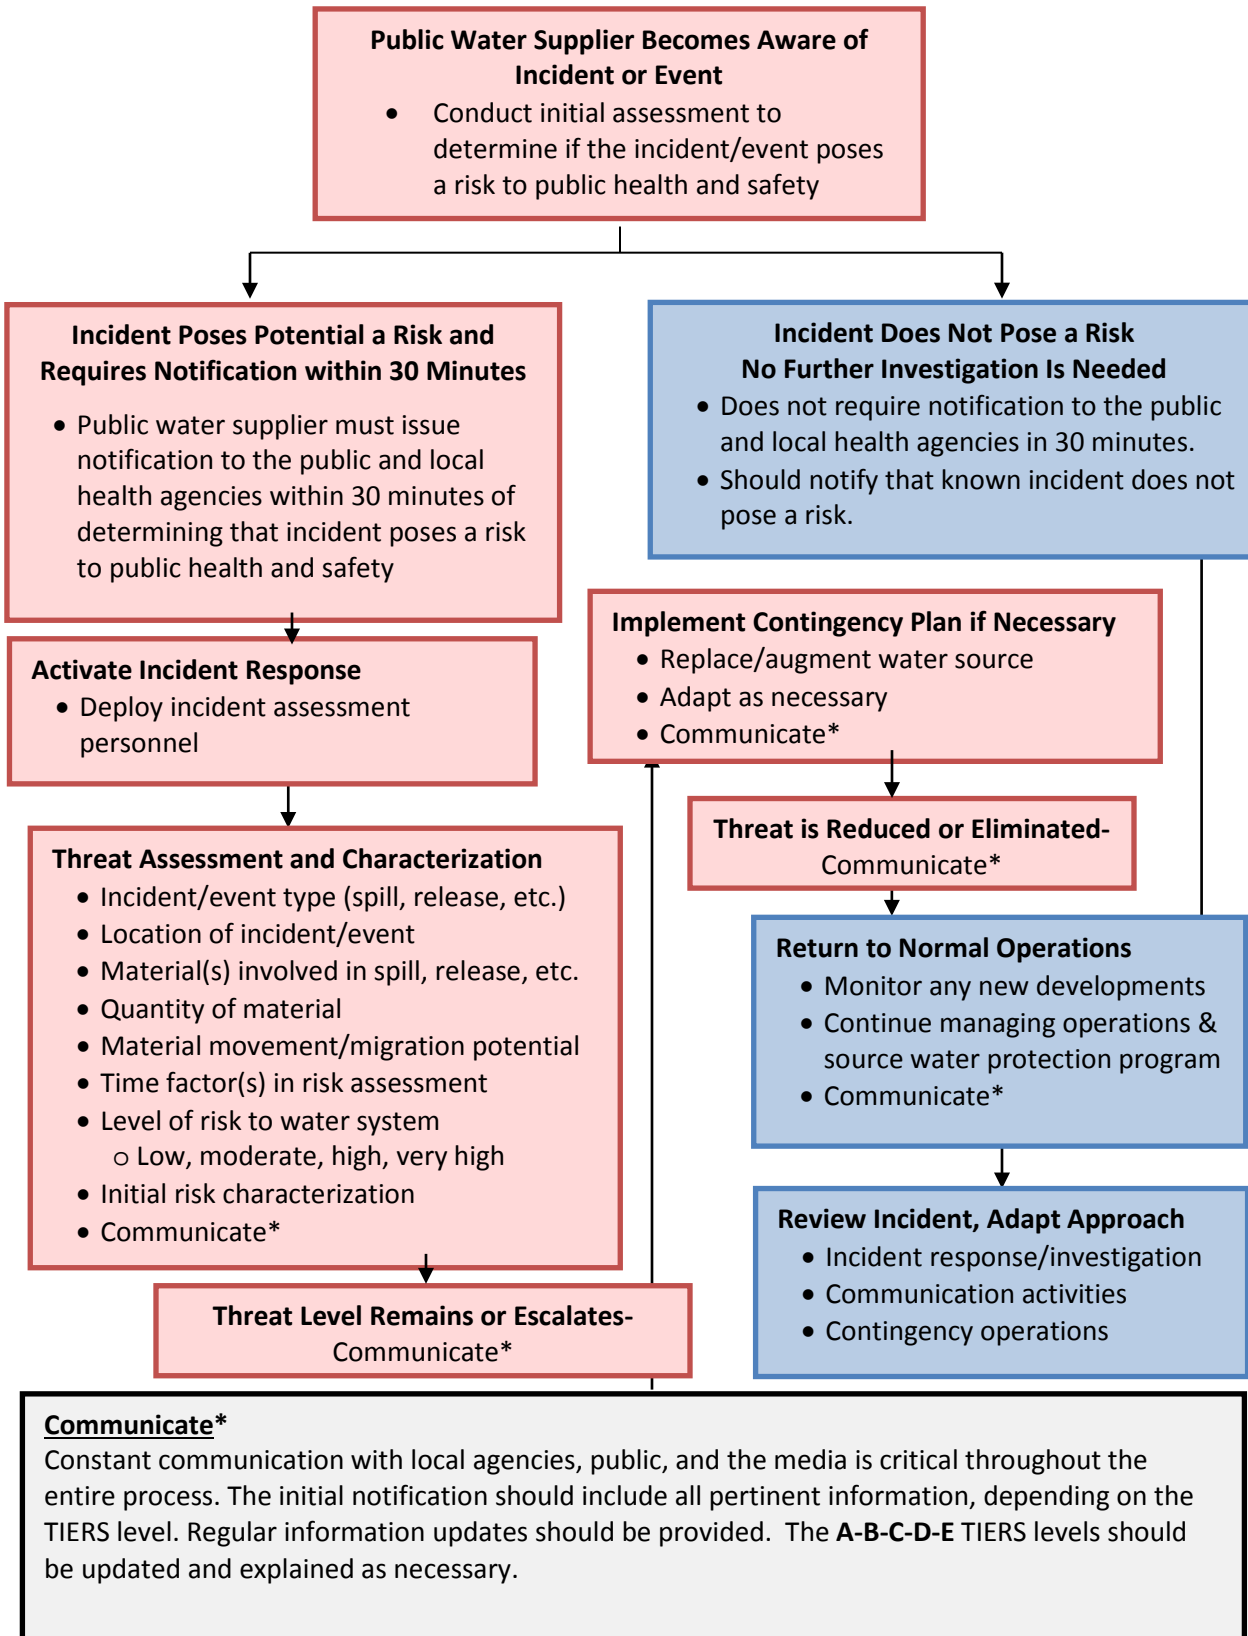 Public Water Supplier Becomes Aware of
Incident or Event
• Conduct initial assessment to
determine if the incident/event poses
a risk to public health and safety
Incident Poses Potential a Risk and
Requires Notification within 30 Minutes
• Public water supplier must issue
notification to the public and local
health agencies within 30 minutes of
determining that incident poses a risk
to public health and safety
Incident Does Not Pose a Risk
No Further Investigation Is Needed
• Does not require notification to the public
and local health agencies in 30 minutes.
• Should notify that known incident does not
pose a risk.
Activate Incident Response
• Deploy incident assessment
personnel
Implement Contingency Plan if Necessary
• Replace/augment water source
• Adapt as necessary
• Communicate*
Threat Assessment and Characterization
• Incident/event type (spill, release, etc.)
• Location of incident/event
• Material(s) involved in spill, release, etc.
• Quantity of material
• Material movement/migration potential
• Time factor(s) in risk assessment
• Level of risk to water system
o Low, moderate, high, very high
• Initial risk characterization
• Communicate*
Threat is Reduced or Eliminated-
Communicate*
Return to Normal Operations
• Monitor any new developments
• Continue managing operations &
source water protection program
• Communicate*
Review Incident, Adapt Approach
• Incident response/investigation
• Communication activities
• Contingency operations
Threat Level Remains or Escalates-
Communicate*
Communicate*
Constant communication with local agencies, public, and the media is critical throughout the
entire process. The initial notification should include all pertinent information, depending on the
TIERS level. Regular information updates should be provided.  The A-B-C-D-E TIERS levels should
be updated and explained as necessary.